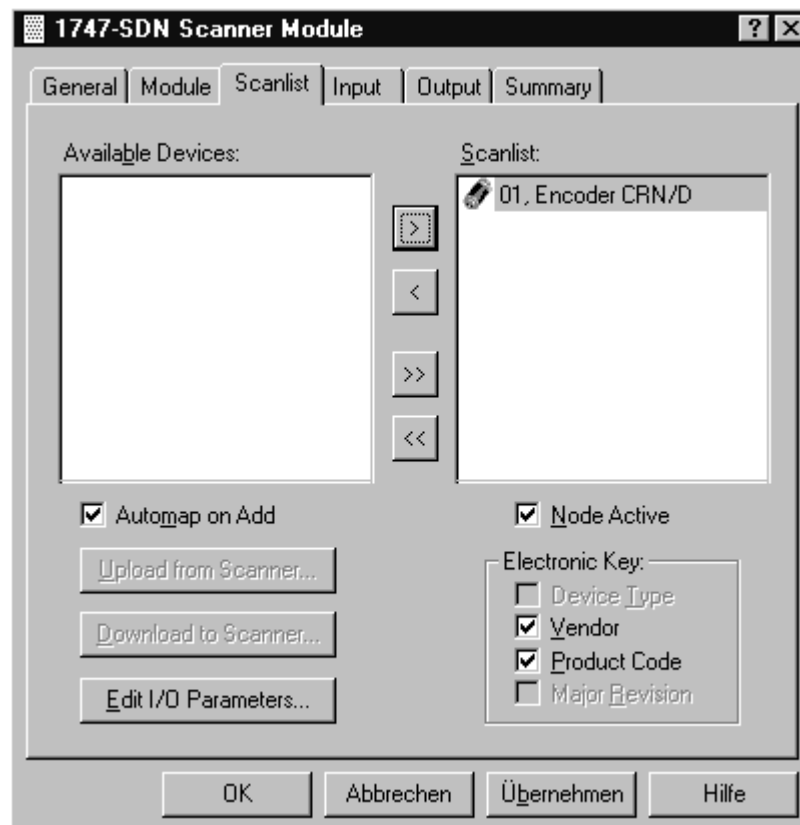 1747-SDN Scanner Module
General Module Scanlist Input Output Summary
Available Devices:
Scanlist:
01, Encoder CRN/D
>
<
>>
<<
Automap on Add
Node Active
Upload from Scanner...
Download to Scanner...
Edit I/O Parameters...
Electronic Key:
Device Type
Vendor
Product Code
Major Revision
OK Abbrechen Übernehmen Hilfe